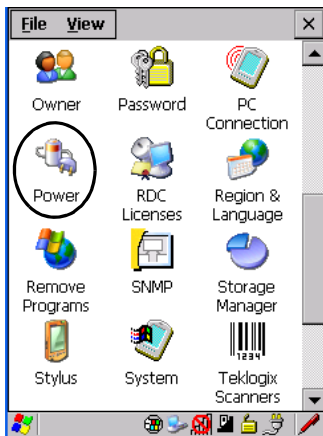 File View
Owner Password PC Connection
Power RDC Licenses Region & Language
Remove Programs SNMP Storage Manager
1234
Stylus System Teklogix Scanners